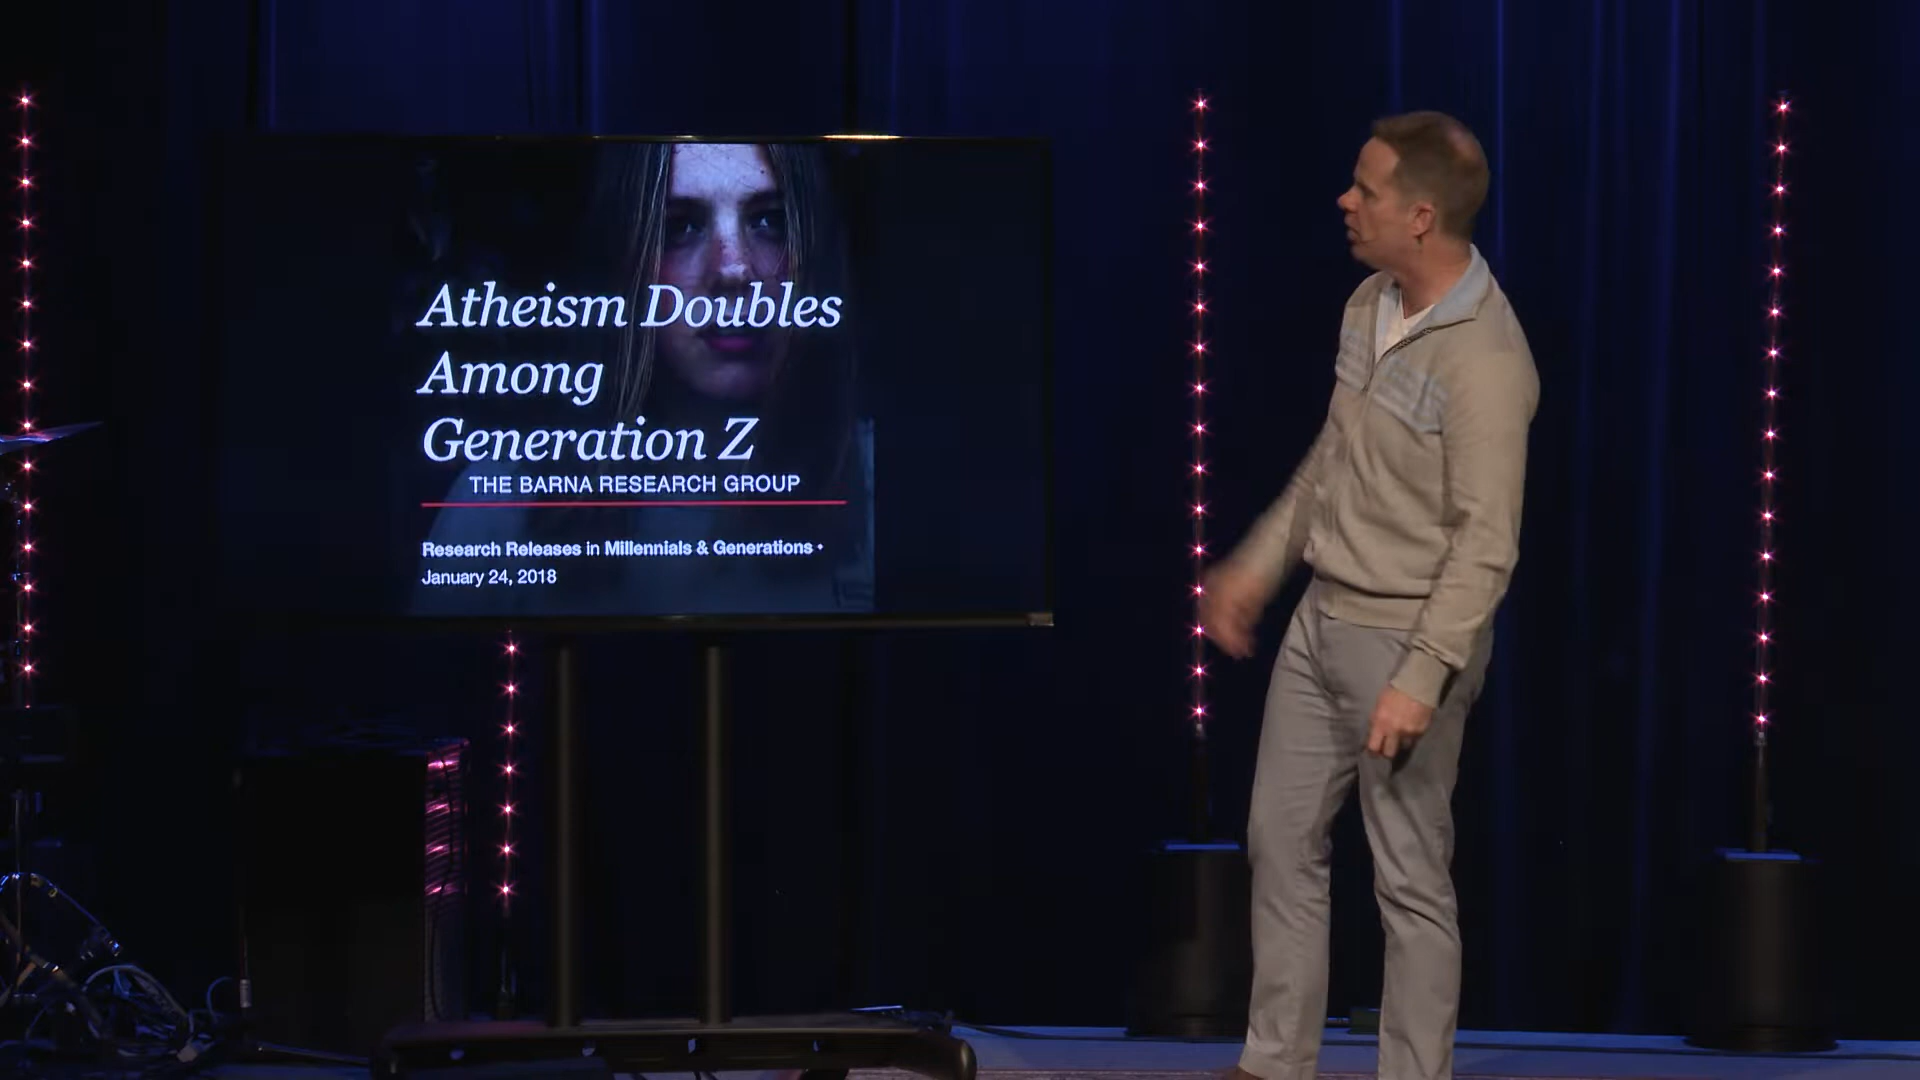 Atheism Doubles
Among
Generation Z
THE BARNA RESEARCH GROUP
Research Releases in Millennials & Generations •
January 24, 2018